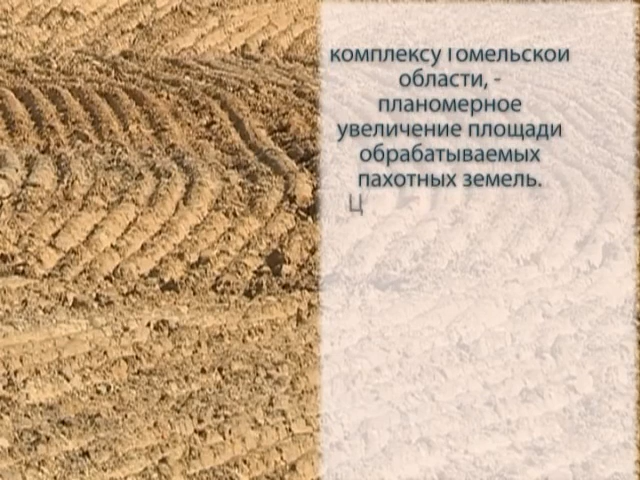 комплексу Гомельской
области, -
планомерное
увеличение площади
обрабатываемых
пахотных земель.
Ц